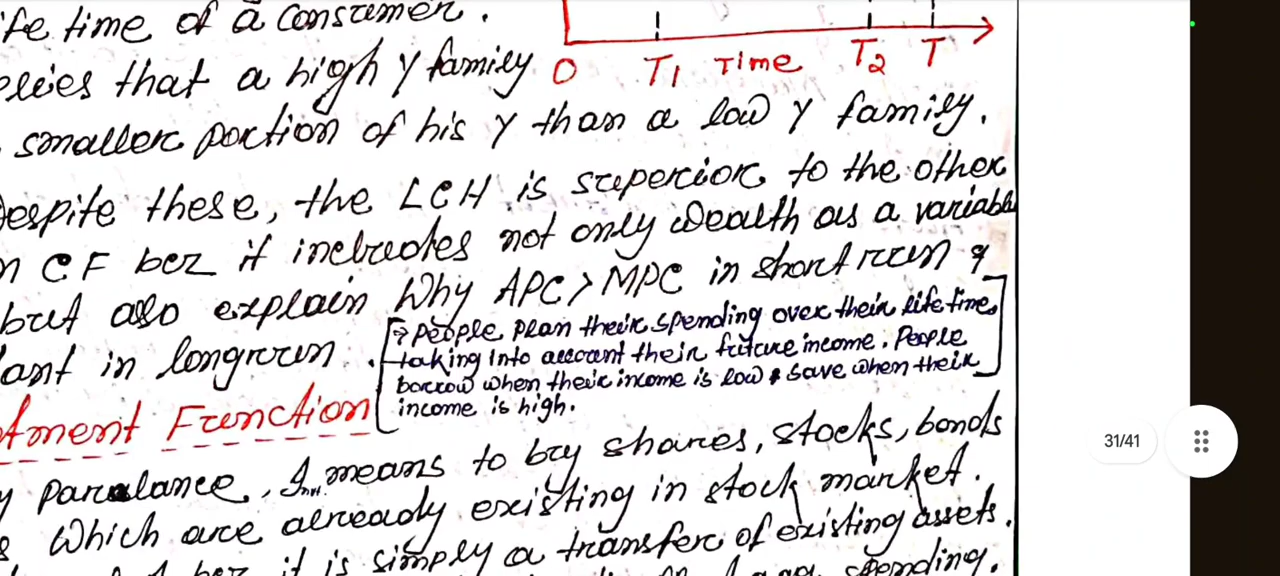 ife time of a consumer.
O T1 Time T2 T
plies that a high Y family
smaller portion of his Y than a low Y family.
Despite these, the LCH is superior to the other
n CF bcz it includes not only wealth as a variable
but also explain Why APC > MPC in short run &
ant in longrun.
[→ People plan their spending over their life time,
taking into account their future income. People
borrow when their income is low & save when their
income is high.]
tment Function
y paralance, I means to buy shares, stocks, bonds
s which are already existing in stock market.
bcz it is simply a transfer of existing assets.
spending.
31/41